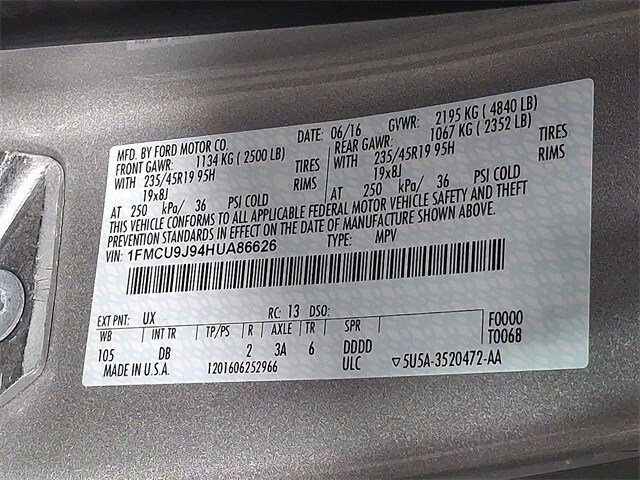 MFD. BY FORD MOTOR CO. DATE: 06/16 GVWR: 2195 KG ( 4840 LB)
FRONT GAWR: 1134 KG ( 2500 LB) REAR GAWR: 1067 KG ( 2352 LB)
WITH 235/45R19 95H TIRES WITH 235/45R19 95H TIRES
19x8J RIMS 19x8J RIMS
AT 250 kPa/ 36 PSI COLD AT 250 kPa/ 36 PSI COLD
THIS VEHICLE CONFORMS TO ALL APPLICABLE FEDERAL MOTOR VEHICLE SAFETY AND THEFT
PREVENTION STANDARDS IN EFFECT ON THE DATE OF MANUFACTURE SHOWN ABOVE.
VIN: 1FMCU9J94HUA86626 TYPE: MPV
EXT PNT: UX RC: 13 DSO: F0000
WB INT TR TP/PS R AXLE TR SPR T0068
105 DB 2 3A 6 DDDD
MADE IN U.S.A. 1201606252966 ULC ▽5U5A-3520472-AA